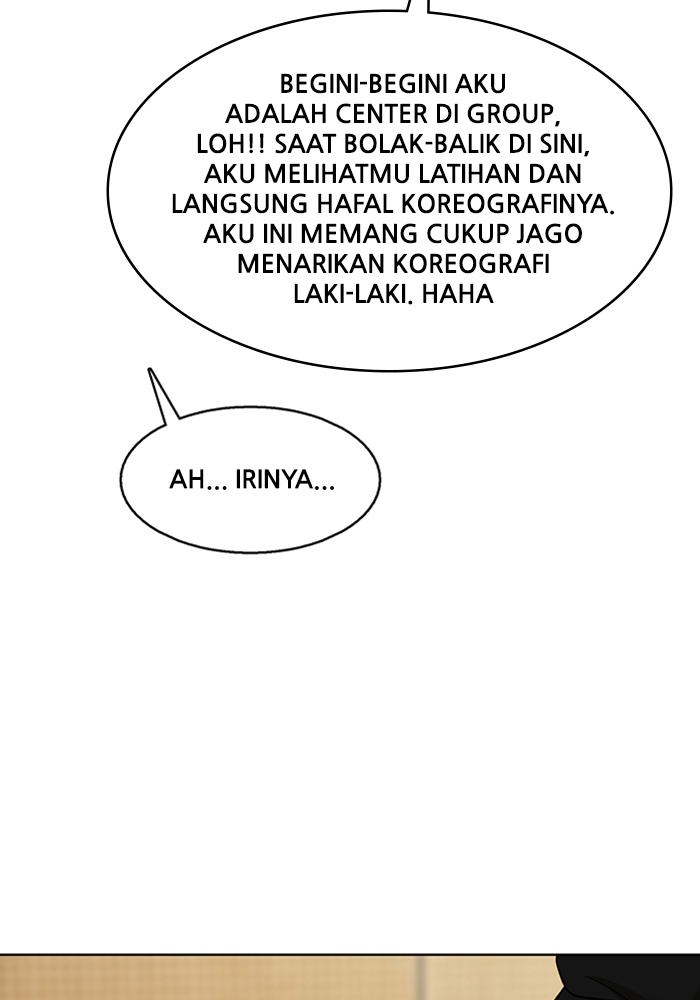 BEGINI-BEGINI AKU
ADALAH CENTER DI GROUP,
LOH!! SAAT BOLAK-BALIK DI SINI,
AKU MELIHATMU LATIHAN DAN
LANGSUNG HAFAL KOREOGRAFINYA.
AKU INI MEMANG CUKUP JAGO
MENARIKAN KOREOGRAFI
LAKI-LAKI. HAHA
AH... IRINYA...